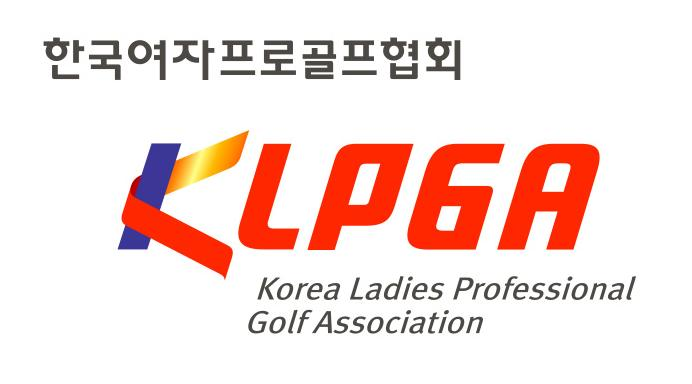 한국여자프로골프협회
KLPGA
Korea Ladies Professional
Golf Association